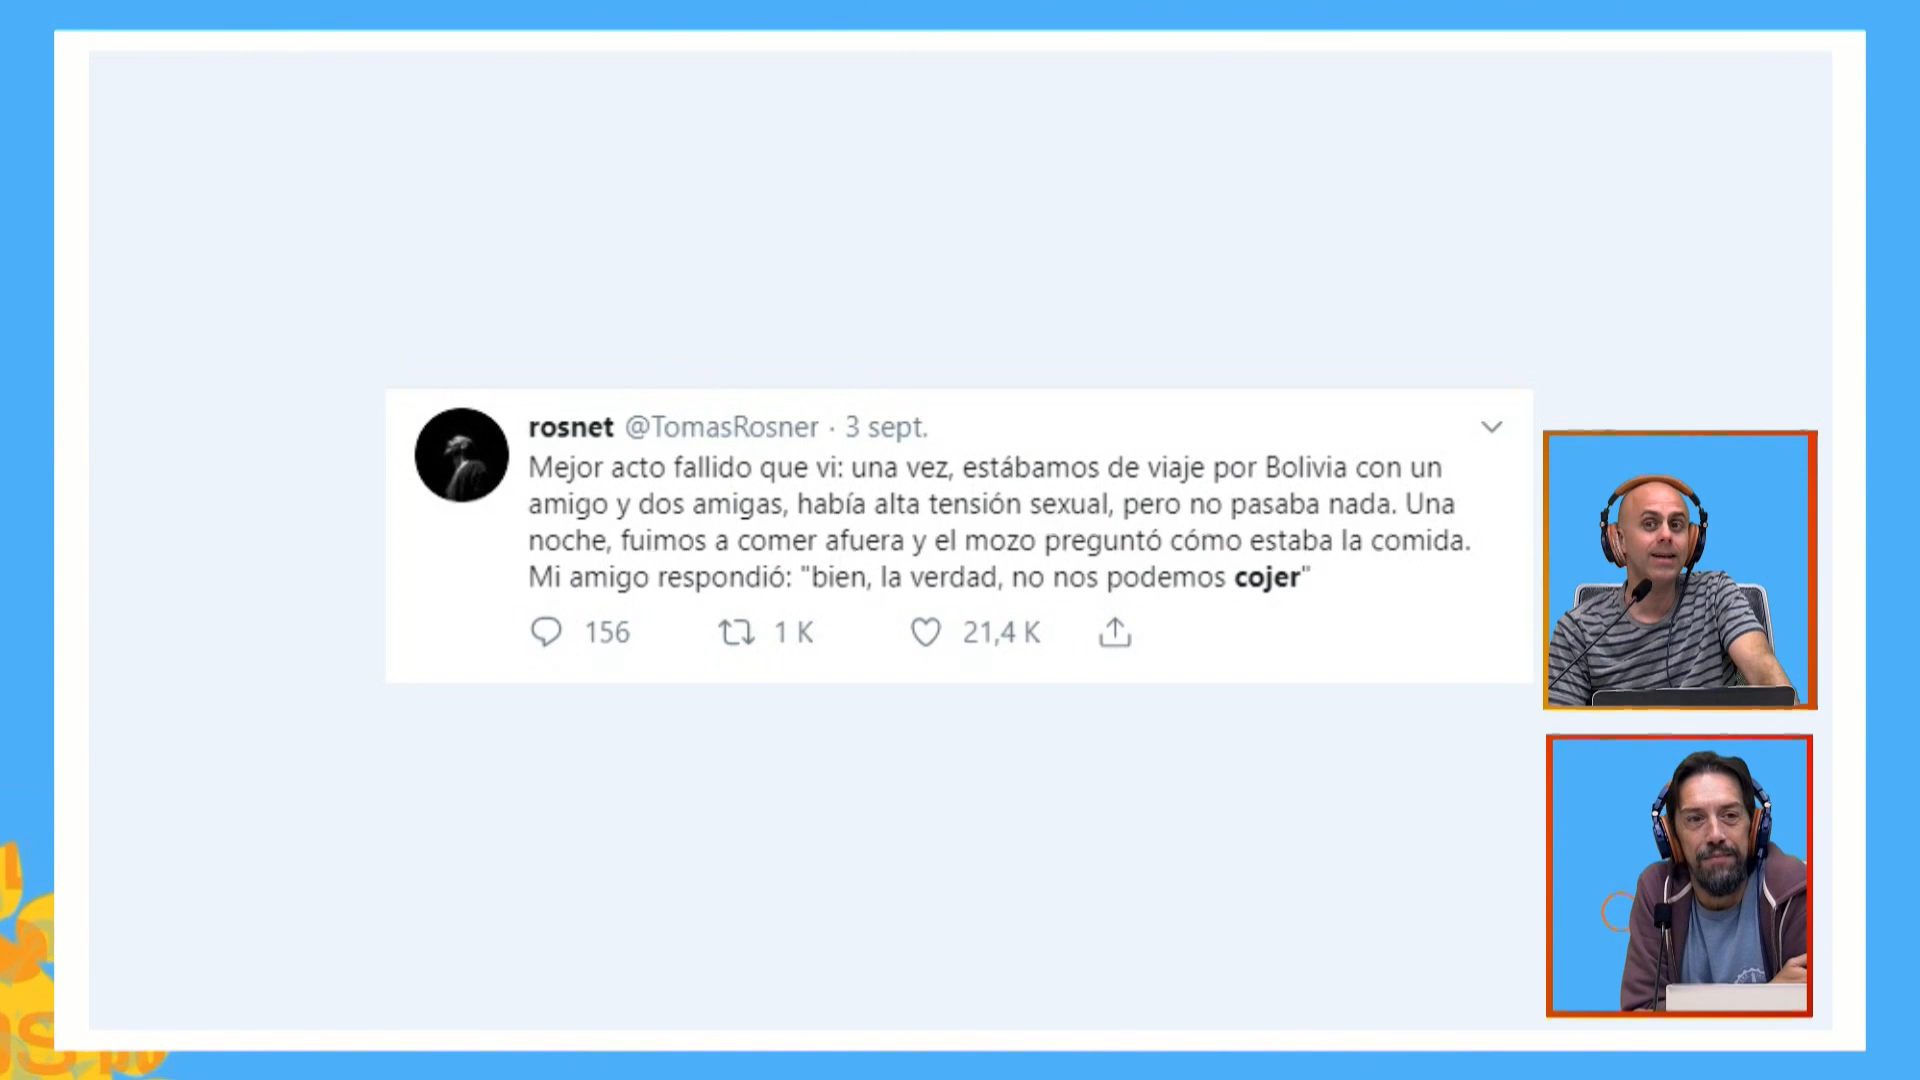 rosnet @TomasRosner · 3 sept.
Mejor acto fallido que vi: una vez, estábamos de viaje por Bolivia con un
amigo y dos amigas, había alta tensión sexual, pero no pasaba nada. Una
noche, fuimos a comer afuera y el mozo preguntó cómo estaba la comida.
Mi amigo respondió: "bien, la verdad, no nos podemos cojer"
156 1 K 21,4 K